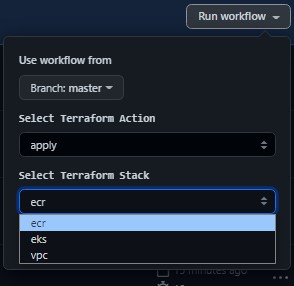 Run workflow
Use workflow from
Branch: master
Select Terraform Action
apply
Select Terraform Stack
ecr
ecr
eks
vpc
minutes ago